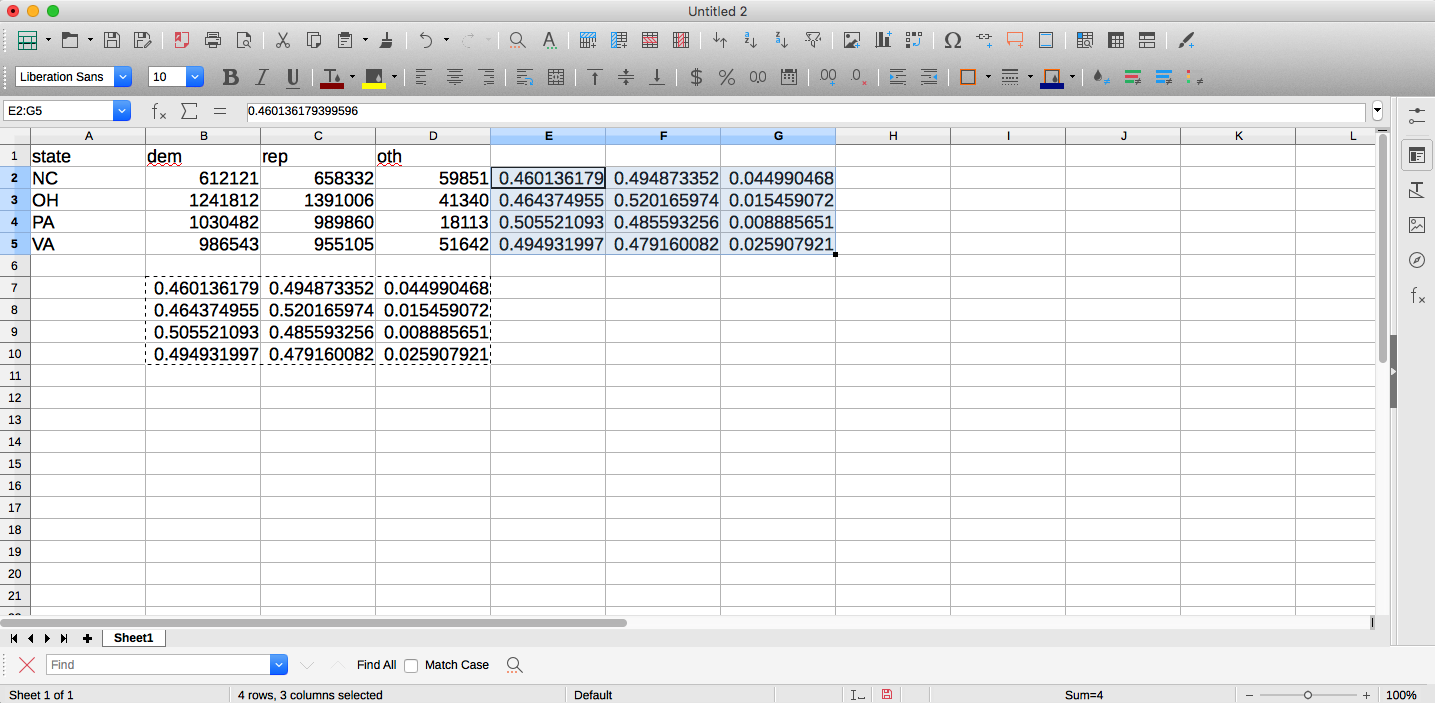 Untitled 2
Liberation Sans 10
E2:G5 0.460136179399596
A B C D E F G H I J K L
1 state dem rep oth
2 NC 612121 658332 59851 0.460136179 0.494873352 0.044990468
3 OH 1241812 1391006 41340 0.464374955 0.520165974 0.015459072
4 PA 1030482 989860 18113 0.505521093 0.485593256 0.008885651
5 VA 986543 955105 51642 0.494931997 0.479160082 0.025907921
6
7 0.460136179 0.494873352 0.044990468
8 0.464374955 0.520165974 0.015459072
9 0.505521093 0.485593256 0.008885651
10 0.494931997 0.479160082 0.025907921
11
12
13
14
15
16
17
18
19
20
21
Sheet1
Find Find All Match Case
Sheet 1 of 1 4 rows, 3 columns selected Default Sum=4 100%